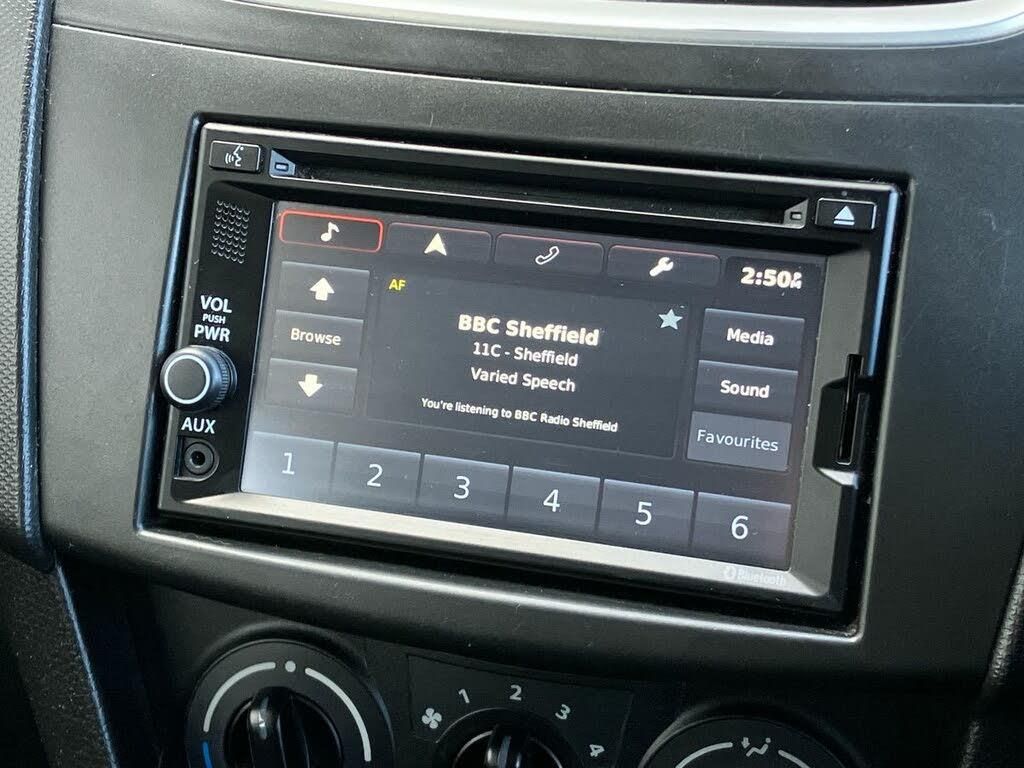 VOL
PUSH
PWR
AUX
2:50PM
AF
BBC Sheffield
11C - Sheffield
Varied Speech
You're listening to BBC Radio Sheffield
Browse
Media
Sound
Favourites
1 2 3 4 5 6
Bluetooth
1 2 3 4